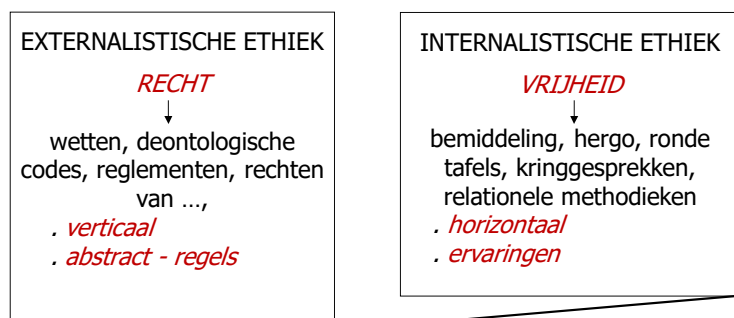 EXTERNALISTISCHE ETHIEK
RECHT
wetten, deontologische
codes, reglementen, rechten
van …,
. verticaal
. abstract - regels
INTERNALISTISCHE ETHIEK
VRIJHEID
bemiddeling, hergo, ronde
tafels, kringgesprekken,
relationele methodieken
. horizontaal
. ervaringen